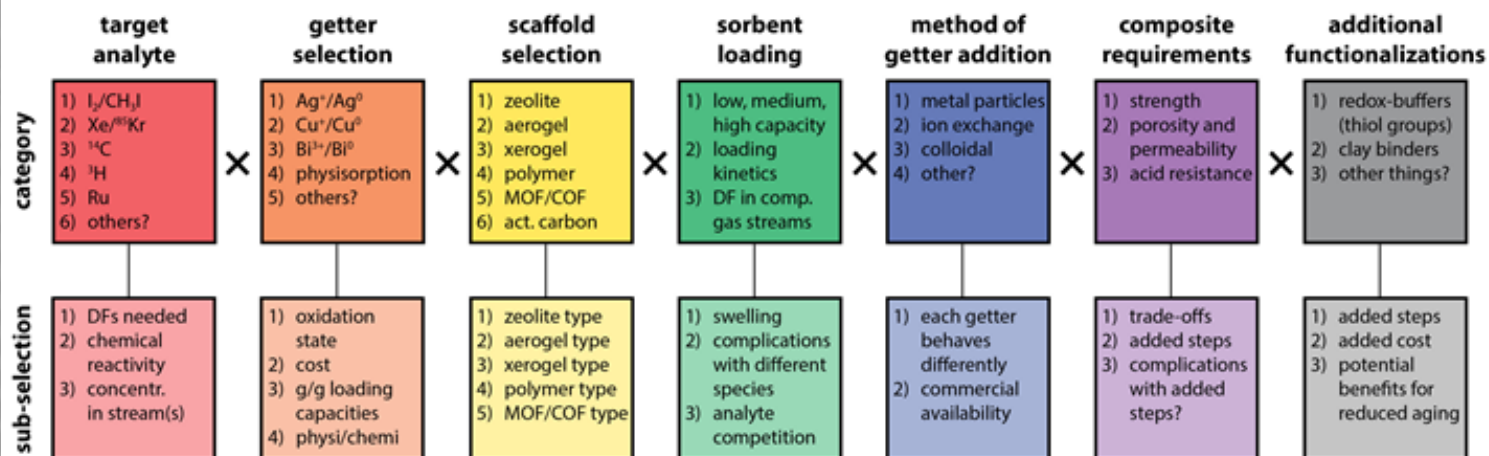 target
analyte
getter
selection
scaffold
selection
sorbent
loading
method of
getter addition
composite
requirements
additional
functionalizations
category
1) I₂/CH₃I
2) Xe/⁸⁵Kr
3) ¹⁴C
4) ³H
5) Ru
6) others?
×
1) Ag⁺/Ag⁰
2) Cu⁺/Cu⁰
3) Bi³⁺/Bi⁰
4) physisorption
5) others?
×
1) zeolite
2) aerogel
3) xerogel
4) polymer
5) MOF/COF
6) act. carbon
×
1) low, medium,
high capacity
2) loading
kinetics
3) DF in comp.
gas streams
×
1) metal particles
2) ion exchange
3) colloidal
4) other?
×
1) strength
2) porosity and
permeability
3) acid resistance
×
1) redox-buffers
(thiol groups)
2) clay binders
3) other things?
sub-selection
1) DFs needed
2) chemical
reactivity
3) concentr.
in stream(s)
1) oxidation
state
2) cost
3) g/g loading
capacities
4) physi/chemi
1) zeolite type
2) aerogel type
3) xerogel type
4) polymer type
5) MOF/COF type
1) swelling
2) complications
with different
species
3) analyte
competition
1) each getter
behaves
differently
2) commercial
availability
1) trade-offs
2) added steps
3) complications
with added
steps?
1) added steps
2) added cost
3) potential
benefits for
reduced aging